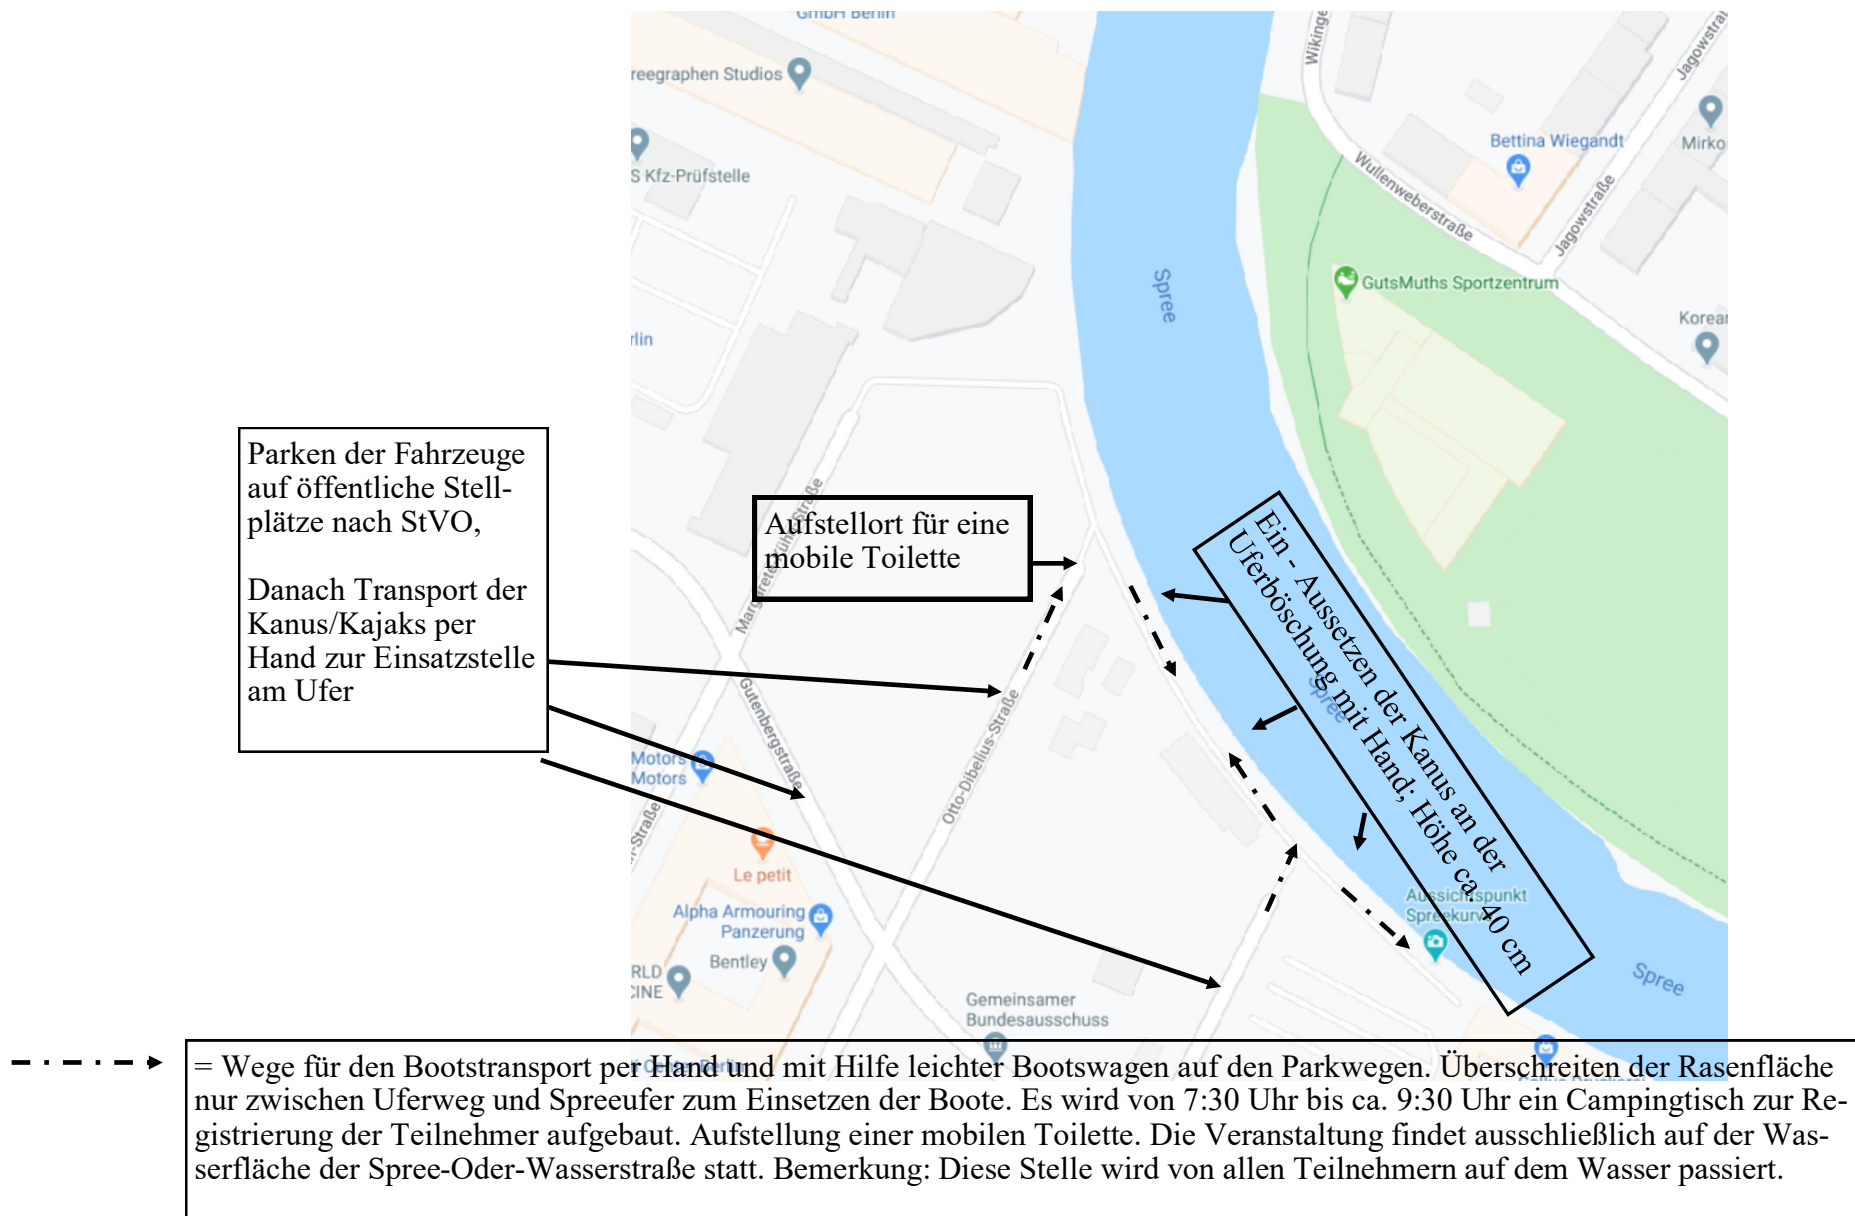 GmbH Berlin
reegraphen Studios
S Kfz-Prüfstelle
rlin
Wikinge
Jagowstraß
Bettina Wiegandt
Mirko
Wullenweberstraße
Jagowstraße
GutsMuths Sportzentrum
Korean
Spree
Parken der Fahrzeuge
auf öffentliche Stell-
plätze nach StVO,
Danach Transport der
Kanus/Kajaks per
Hand zur Einsatzstelle
am Ufer
Aufstellort für eine
mobile Toilette
Ein - Aussetzen der Kanus an der
Uferböschung mit Hand; Höhe ca. 40 cm
Spree
Gutenbergstraße
Otto-Dibelius-Straße
Motors
Motors
-Straße
Le petit
Alpha Armouring
Panzerung
Bentley
RLD
CINE
Gemeinsamer
Bundesausschuss
Aussichtspunkt
Spreekurve
Spree
= Wege für den Bootstransport per Hand und mit Hilfe leichter Bootswagen auf den Parkwegen. Überschreiten der Rasenfläche
nur zwischen Uferweg und Spreeufer zum Einsetzen der Boote. Es wird von 7:30 Uhr bis ca. 9:30 Uhr ein Campingtisch zur Re-
gistrierung der Teilnehmer aufgebaut. Aufstellung einer mobilen Toilette. Die Veranstaltung findet ausschließlich auf der Was-
serfläche der Spree-Oder-Wasserstraße statt. Bemerkung: Diese Stelle wird von allen Teilnehmern auf dem Wasser passiert.